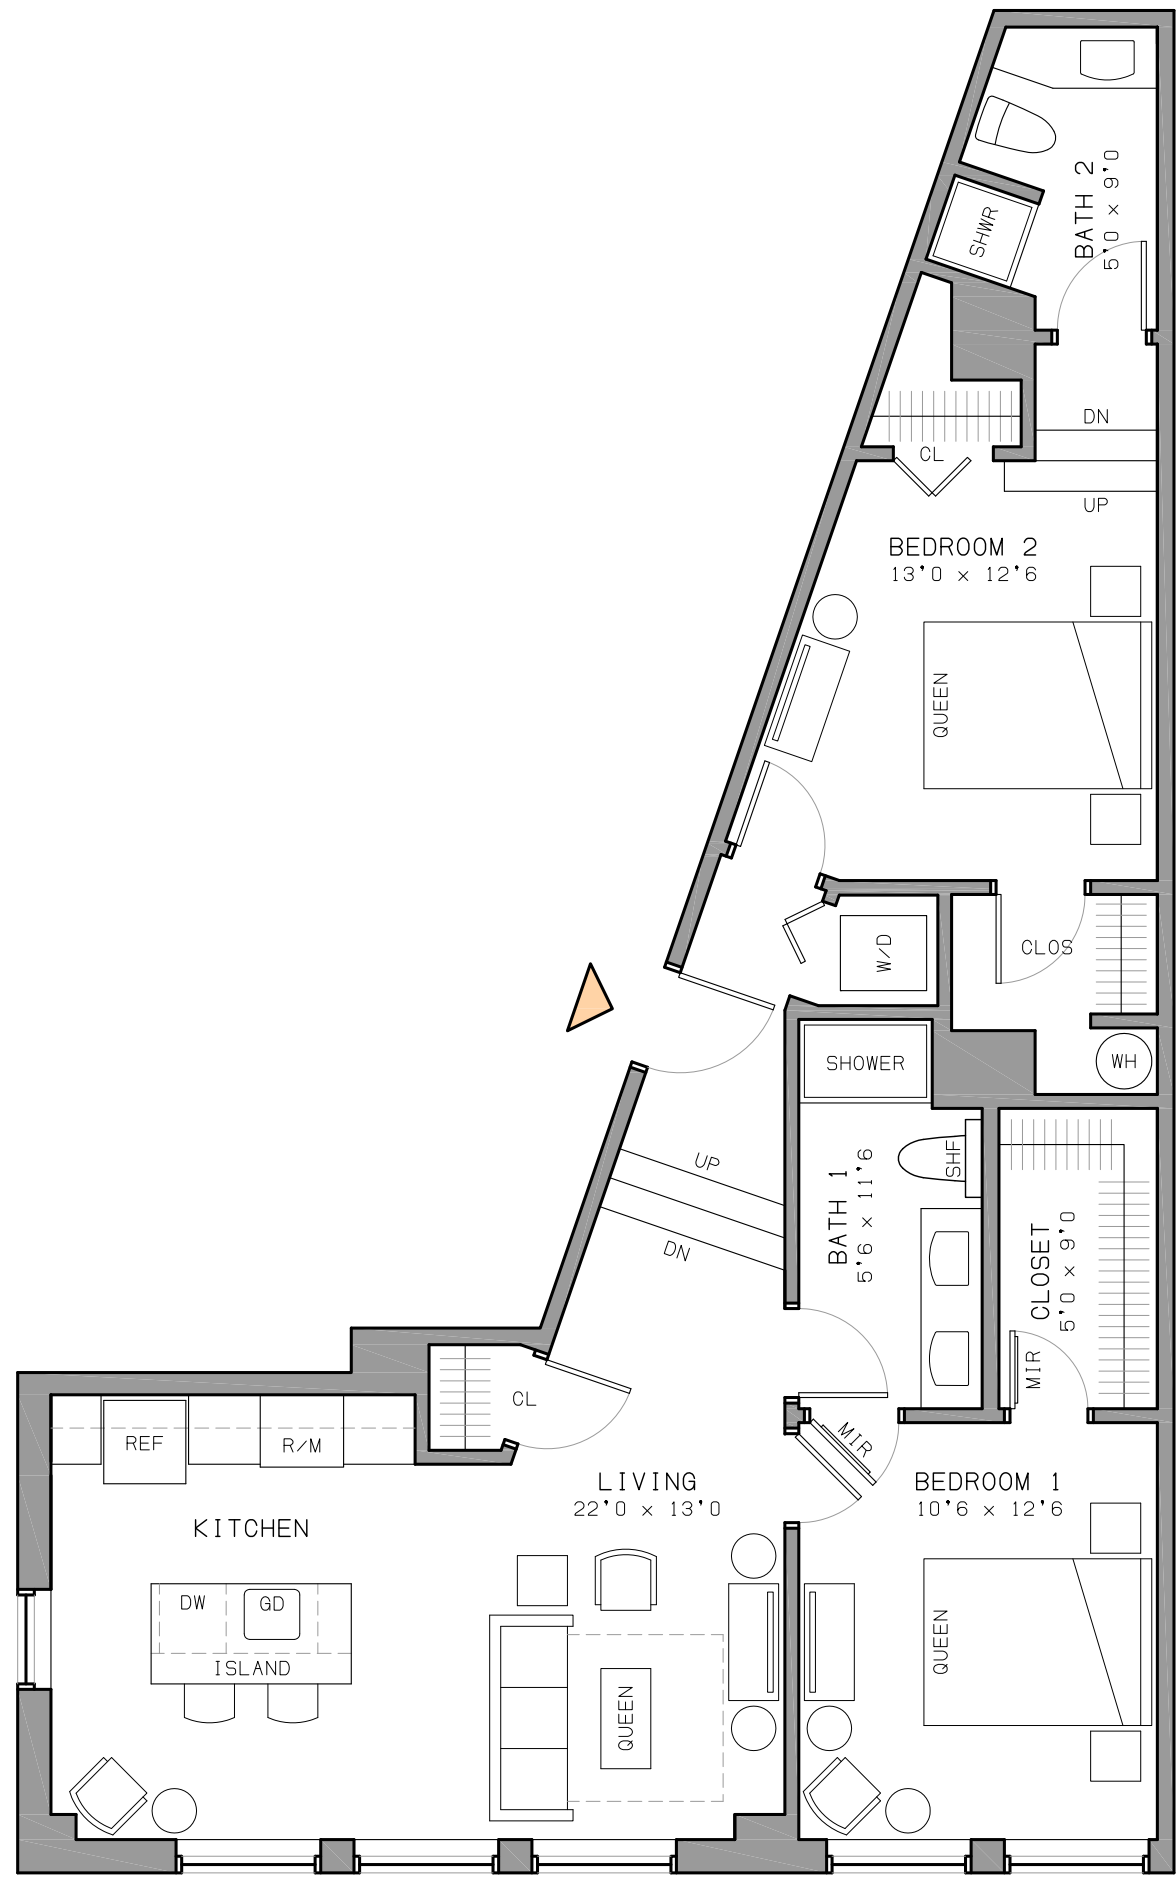 BATH 2
5'0 x 9'0
SHWR
DN
CL
UP
BEDROOM 2
13'0 x 12'6
QUEEN
W/D
CLOS
SHOWER
WH
UP
DN
BATH 1
5'6 x 11'6
SHF
CLOSET
5'0 x 9'0
MIR
CL
MIR
REF
R/M
LIVING
22'0 x 13'0
BEDROOM 1
10'6 x 12'6
KITCHEN
DW
GD
ISLAND
QUEEN
QUEEN